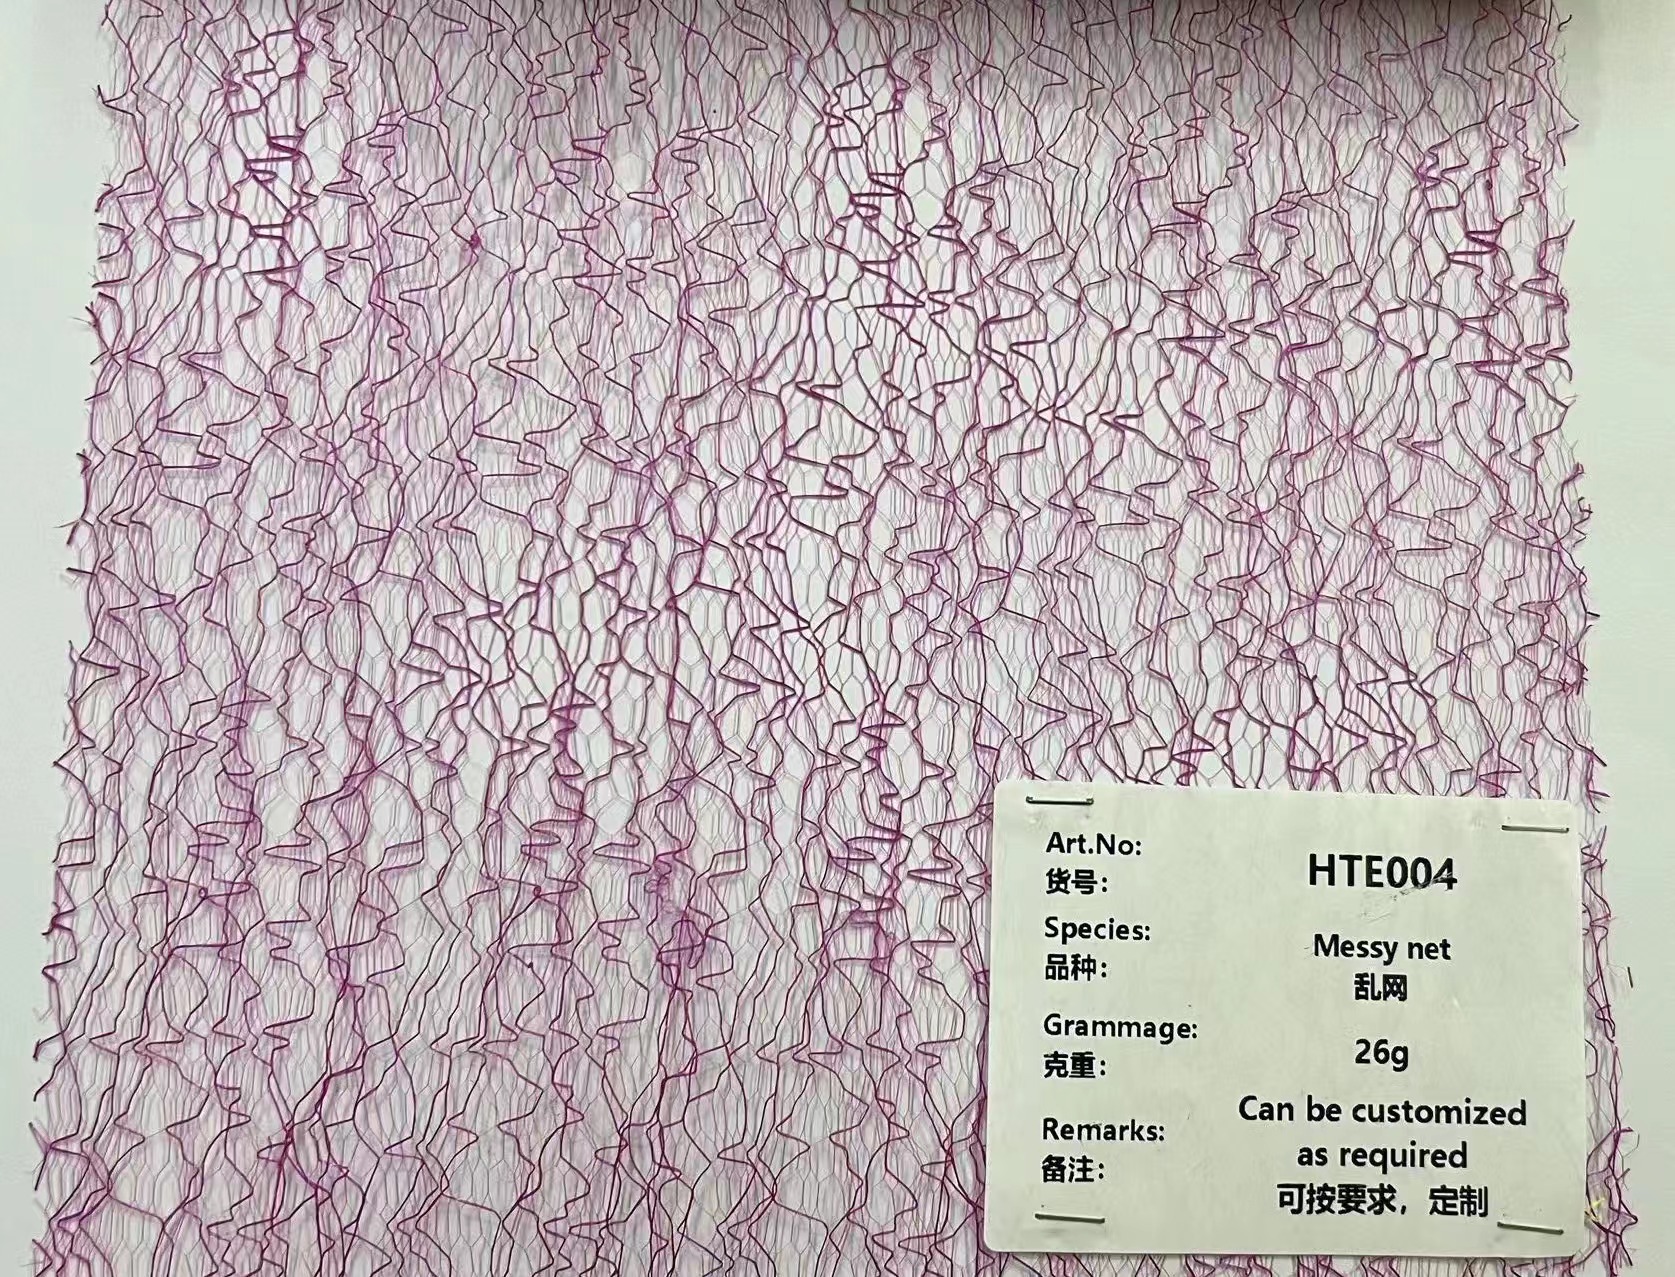 Art.No:
货号：
HTE004
Species:
品种：
Messy net
乱网
Grammage:
克重：
26g
Remarks:
备注：
Can be customized
as required
可按要求，定制